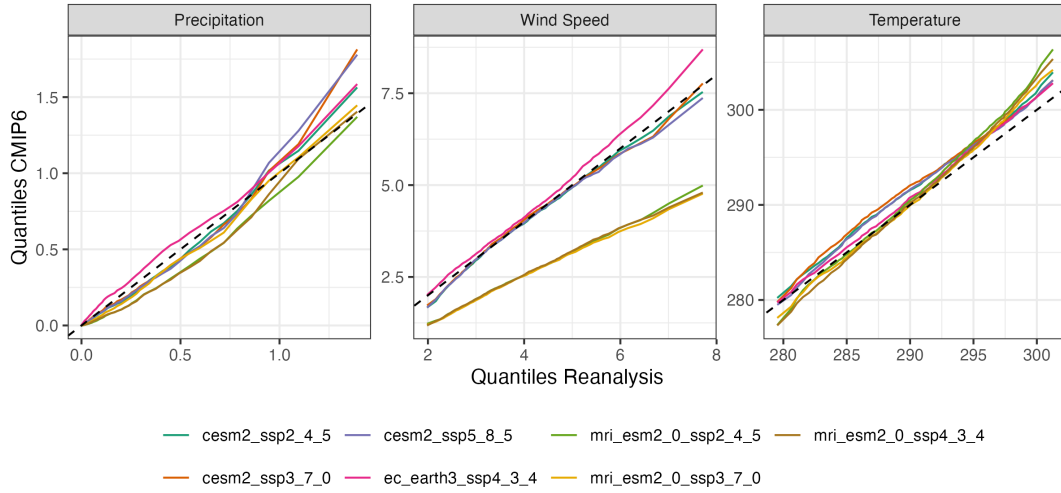 Precipitation Wind Speed Temperature
Quantiles CMIP6
1.5
1.0
0.5
0.0
7.5
5.0
2.5
300
290
280
0.0 0.5 1.0
2 4 6 8
280 285 290 295 300
Quantiles Reanalysis
cesm2_ssp2_4_5 cesm2_ssp5_8_5 mri_esm2_0_ssp2_4_5 mri_esm2_0_ssp4_3_4
cesm2_ssp3_7_0 ec_earth3_ssp4_3_4 mri_esm2_0_ssp3_7_0